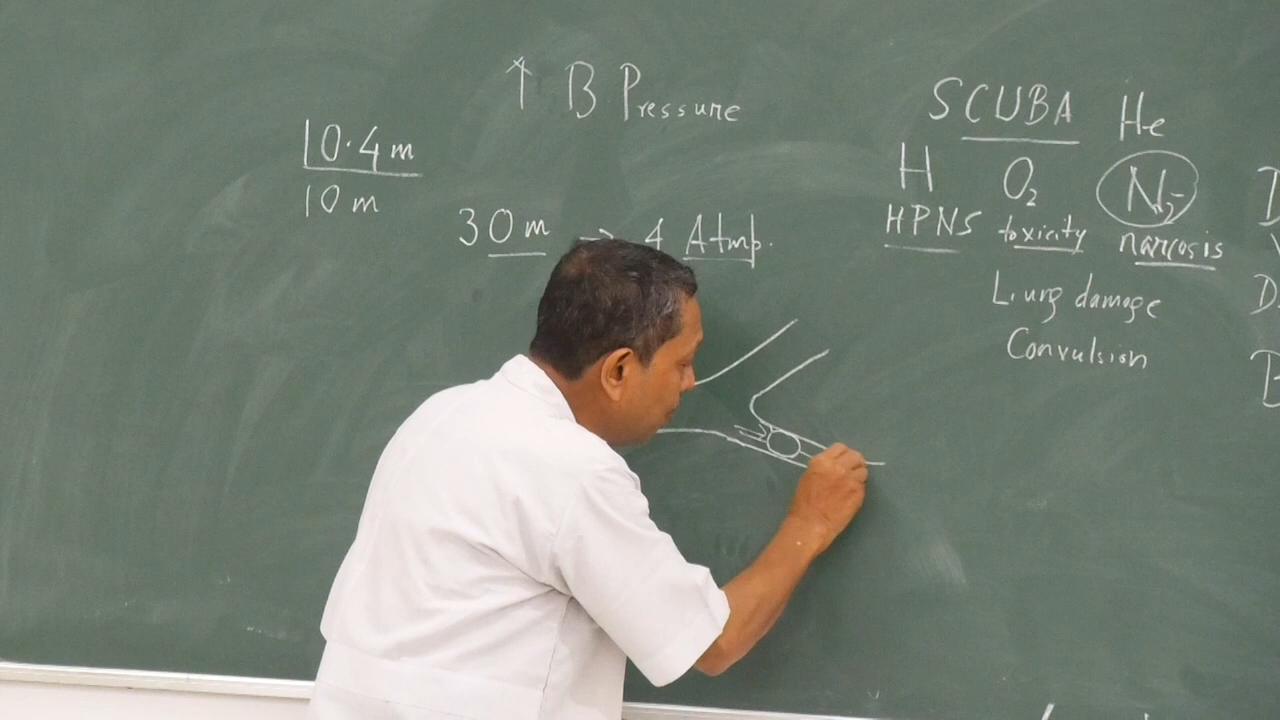 ↑ B Pressure
10.4 m
10 m
30 m → 4 Atmp.
SCUBA He
H O₂ N₂
HPNS toxicity narcosis
Lung damage
Convulsion
D.